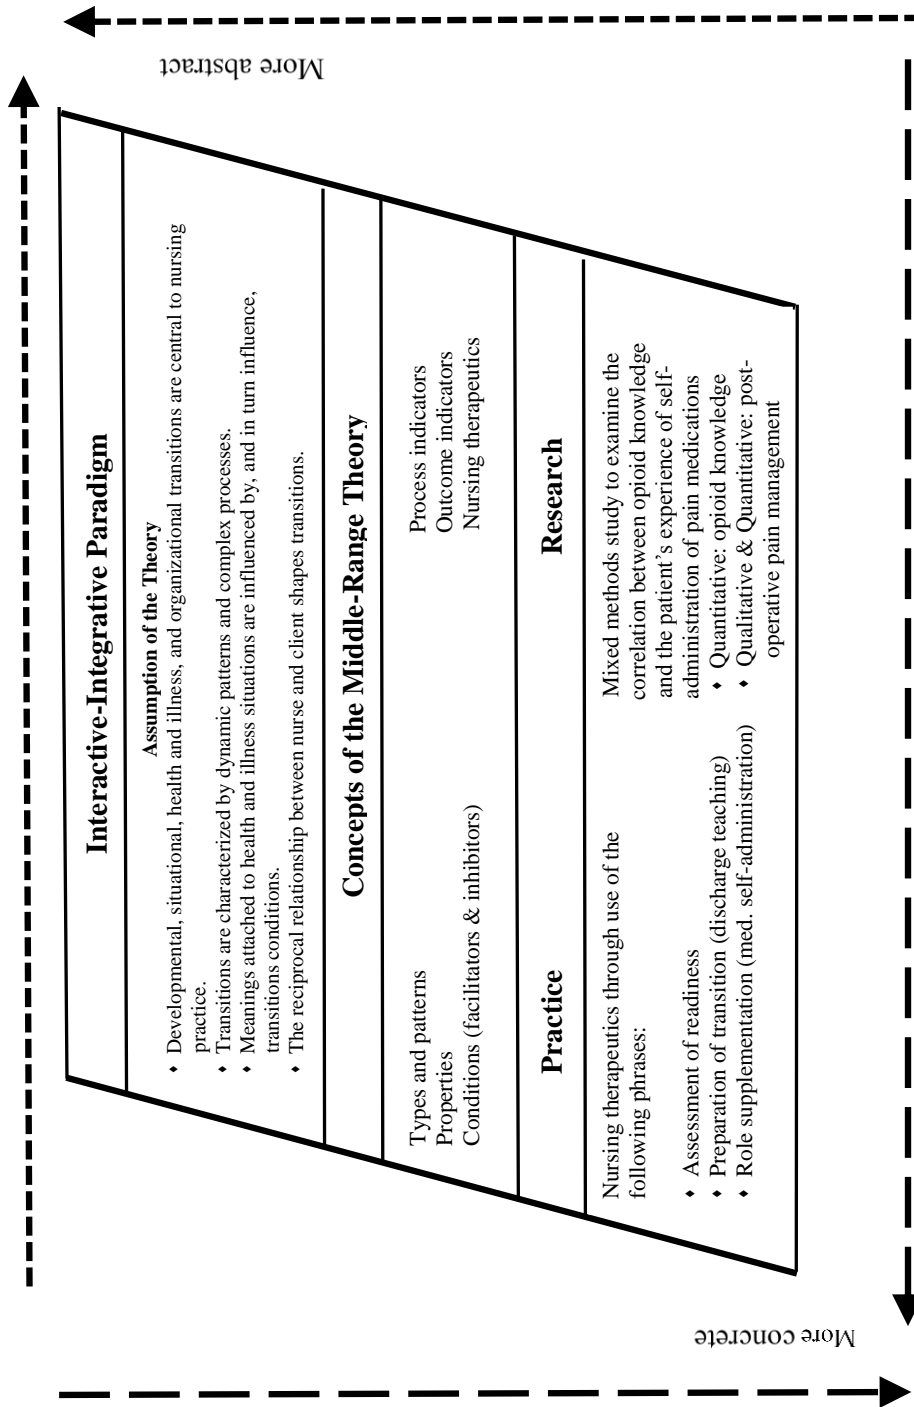 More abstract
Interactive-Integrative Paradigm
Assumption of the Theory
⬧ Developmental, situational, health and illness, and organizational transitions are central to nursing
practice.
⬧ Transitions are characterized by dynamic patterns and complex processes.
⬧ Meanings attached to health and illness situations are influenced by, and in turn influence,
transitions conditions.
⬧ The reciprocal relationship between nurse and client shapes transitions.
Concepts of the Middle-Range Theory
Types and patterns
Properties
Conditions (facilitators & inhibitors)
Process indicators
Outcome indicators
Nursing therapeutics
Practice
Nursing therapeutics through use of the
following phrases:
⬧ Assessment of readiness
⬧ Preparation of transition (discharge teaching)
⬧ Role supplementation (med. self-administration)
Research
Mixed methods study to examine the
correlation between opioid knowledge
and the patient's experience of self-
administration of pain medications
⬧ Quantitative: opioid knowledge
⬧ Qualitative & Quantitative: post-
operative pain management
More concrete